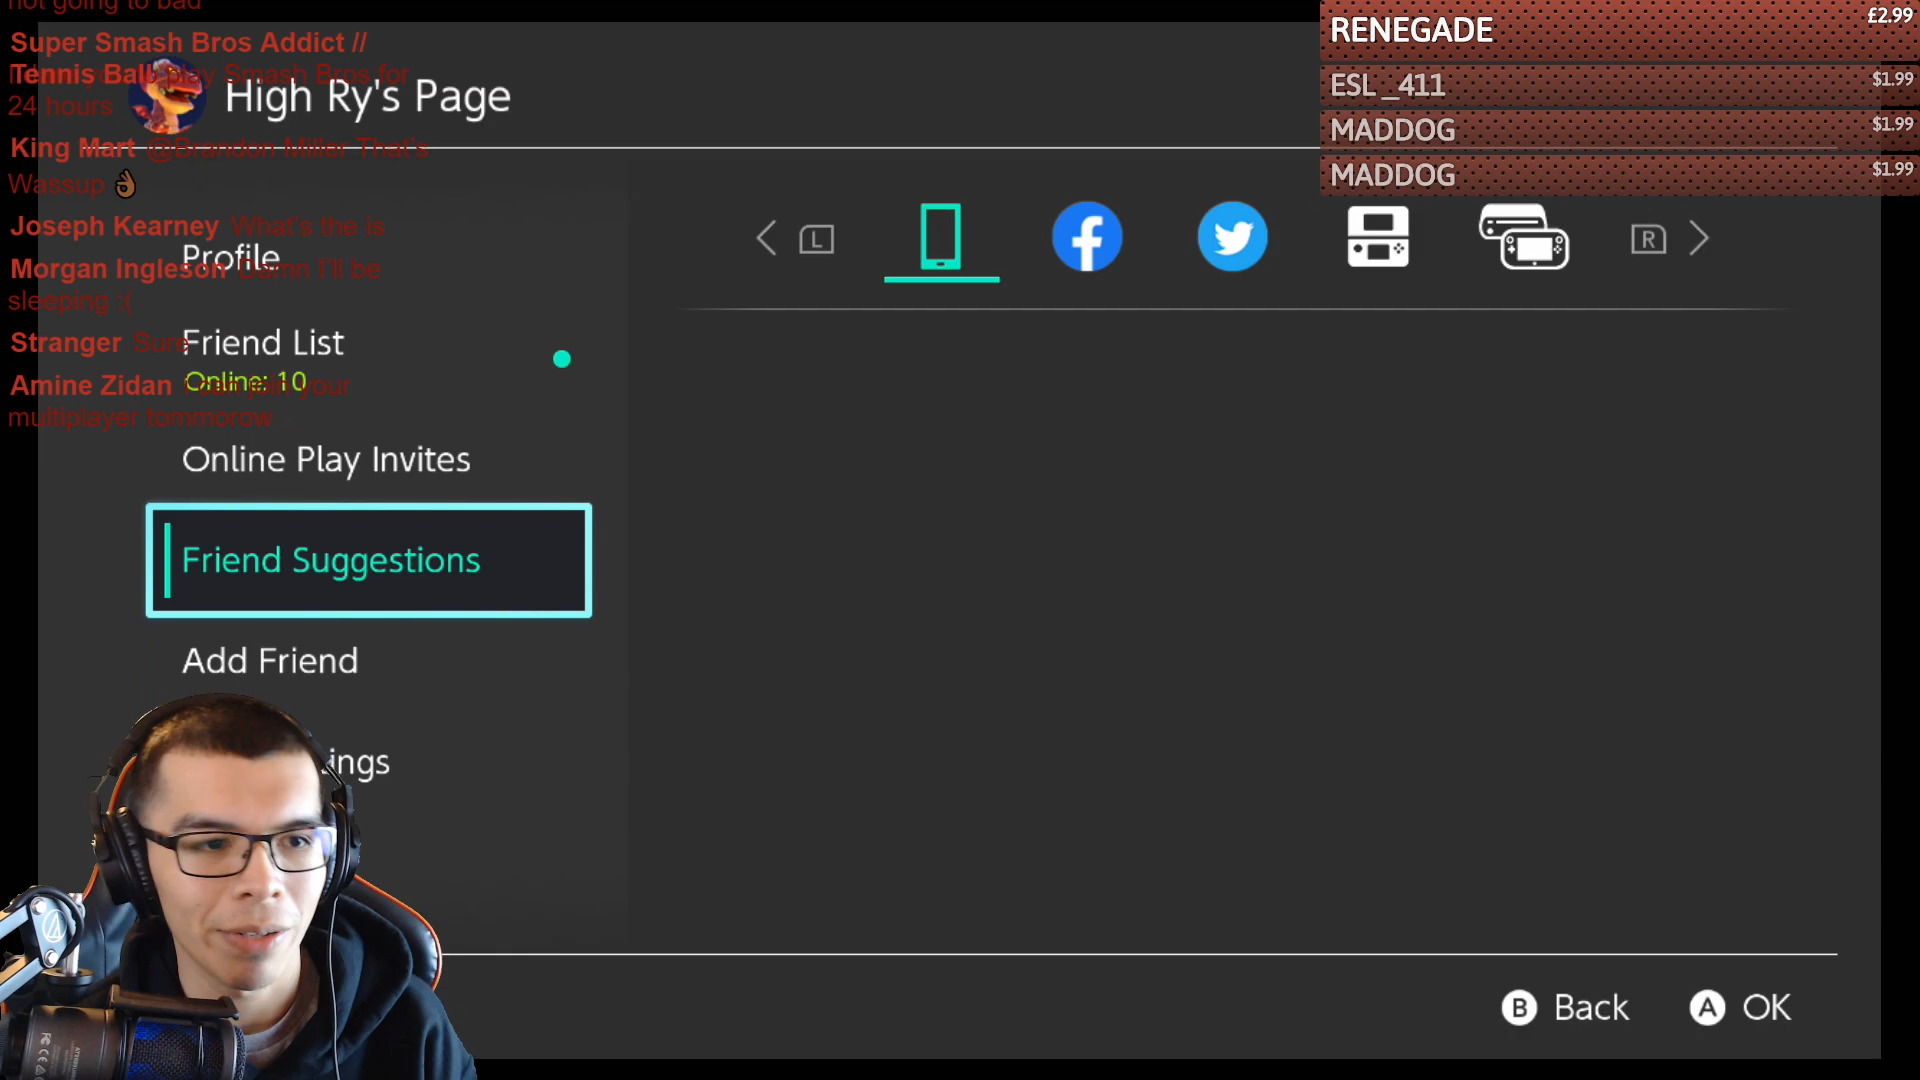 not going to bad
Super Smash Bros Addict //
Tennis Ball play Smash Bros for
24 hours
High Ry's Page
King Mart @Brandon Miller That's
Wassup 👌🏾
Joseph Kearney What's the is
Profile
Morgan Ingleson Damn I'll be
sleeping :(
Stranger Sure
Friend List
Online: 10
Amine Zidan I can join your
multiplayer tommorow
Online Play Invites
Friend Suggestions
Add Friend
ings
RENEGADE £2.99
ESL_411 $1.99
MADDOG $1.99
MADDOG $1.99
L
R
B Back A OK